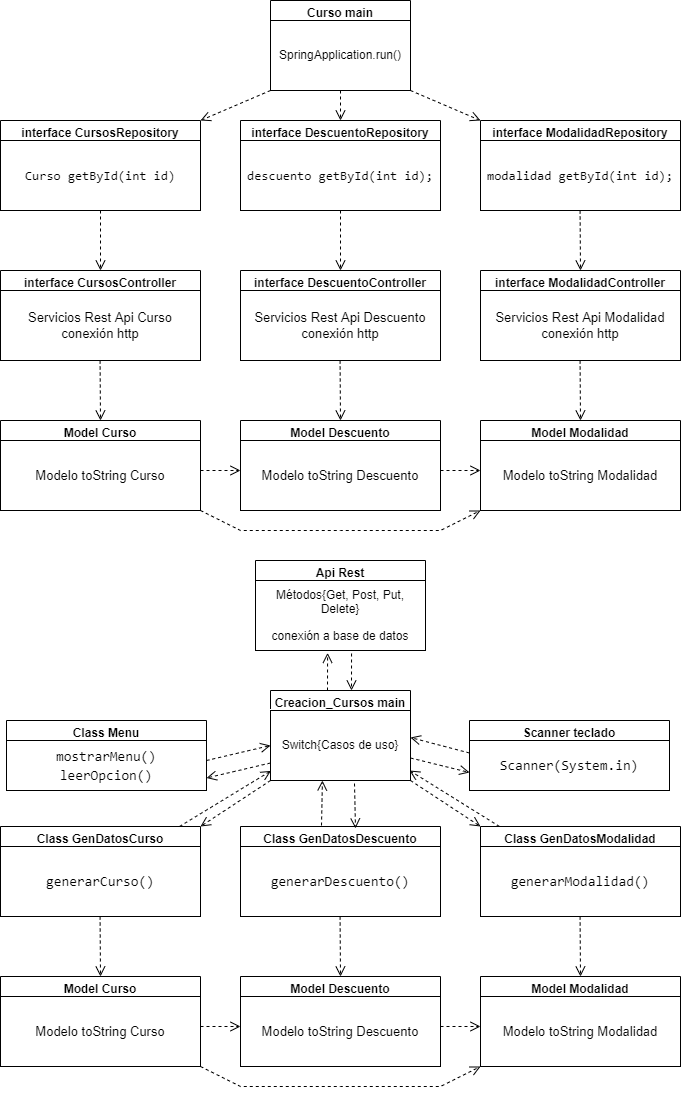 Curso main
SpringApplication.run()
interface CursosRepository
Curso getById(int id)
interface DescuentoRepository
descuento getById(int id);
interface ModalidadRepository
modalidad getById(int id);
interface CursosController
Servicios Rest Api Curso
conexión http
interface DescuentoController
Servicios Rest Api Descuento
conexión http
interface ModalidadController
Servicios Rest Api Modalidad
conexión http
Model Curso
Modelo toString Curso
Model Descuento
Modelo toString Descuento
Model Modalidad
Modelo toString Modalidad
Api Rest
Métodos{Get, Post, Put,
Delete}
conexión a base de datos
Creacion_Cursos main
Switch{Casos de uso}
Class Menu
mostrarMenu()
leerOpcion()
Scanner teclado
Scanner(System.in)
Class GenDatosCurso
generarCurso()
Class GenDatosDescuento
generarDescuento()
Class GenDatosModalidad
generarModalidad()
Model Curso
Modelo toString Curso
Model Descuento
Modelo toString Descuento
Model Modalidad
Modelo toString Modalidad